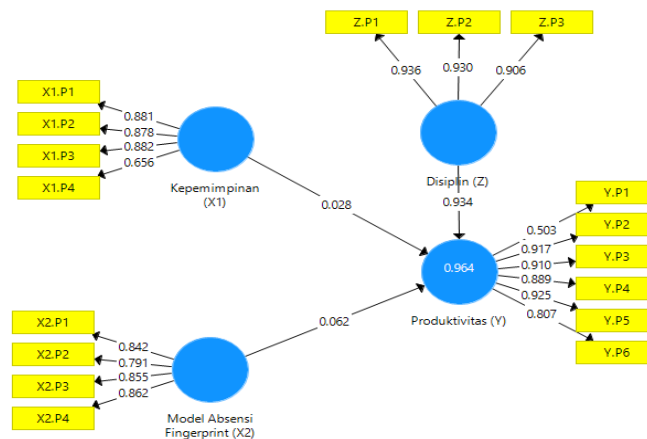 Z.P1 Z.P2 Z.P3
0.936 0.930 0.906
X1.P1
X1.P2
X1.P3
X1.P4
0.881
0.878
0.882
0.656
Kepemimpinan
(X1)
Disiplin (Z)
0.934
0.028
0.964
Produktivitas (Y)
0.062
Y.P1
Y.P2
Y.P3
Y.P4
Y.P5
Y.P6
0.503
0.917
0.910
0.889
0.925
0.807
X2.P1
X2.P2
X2.P3
X2.P4
0.842
0.791
0.855
0.862
Model Absensi
Fingerprint (X2)